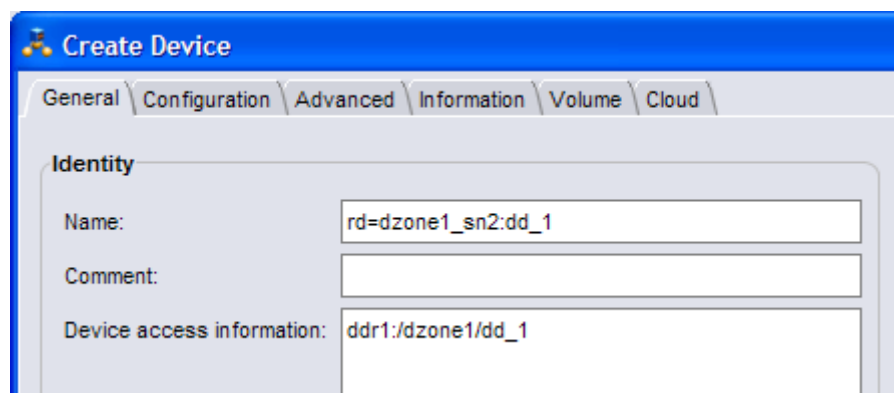 Create Device
General Configuration Advanced Information Volume Cloud
Identity
Name: rd=dzone1_sn2:dd_1
Comment:
Device access information: ddr1:/dzone1/dd_1